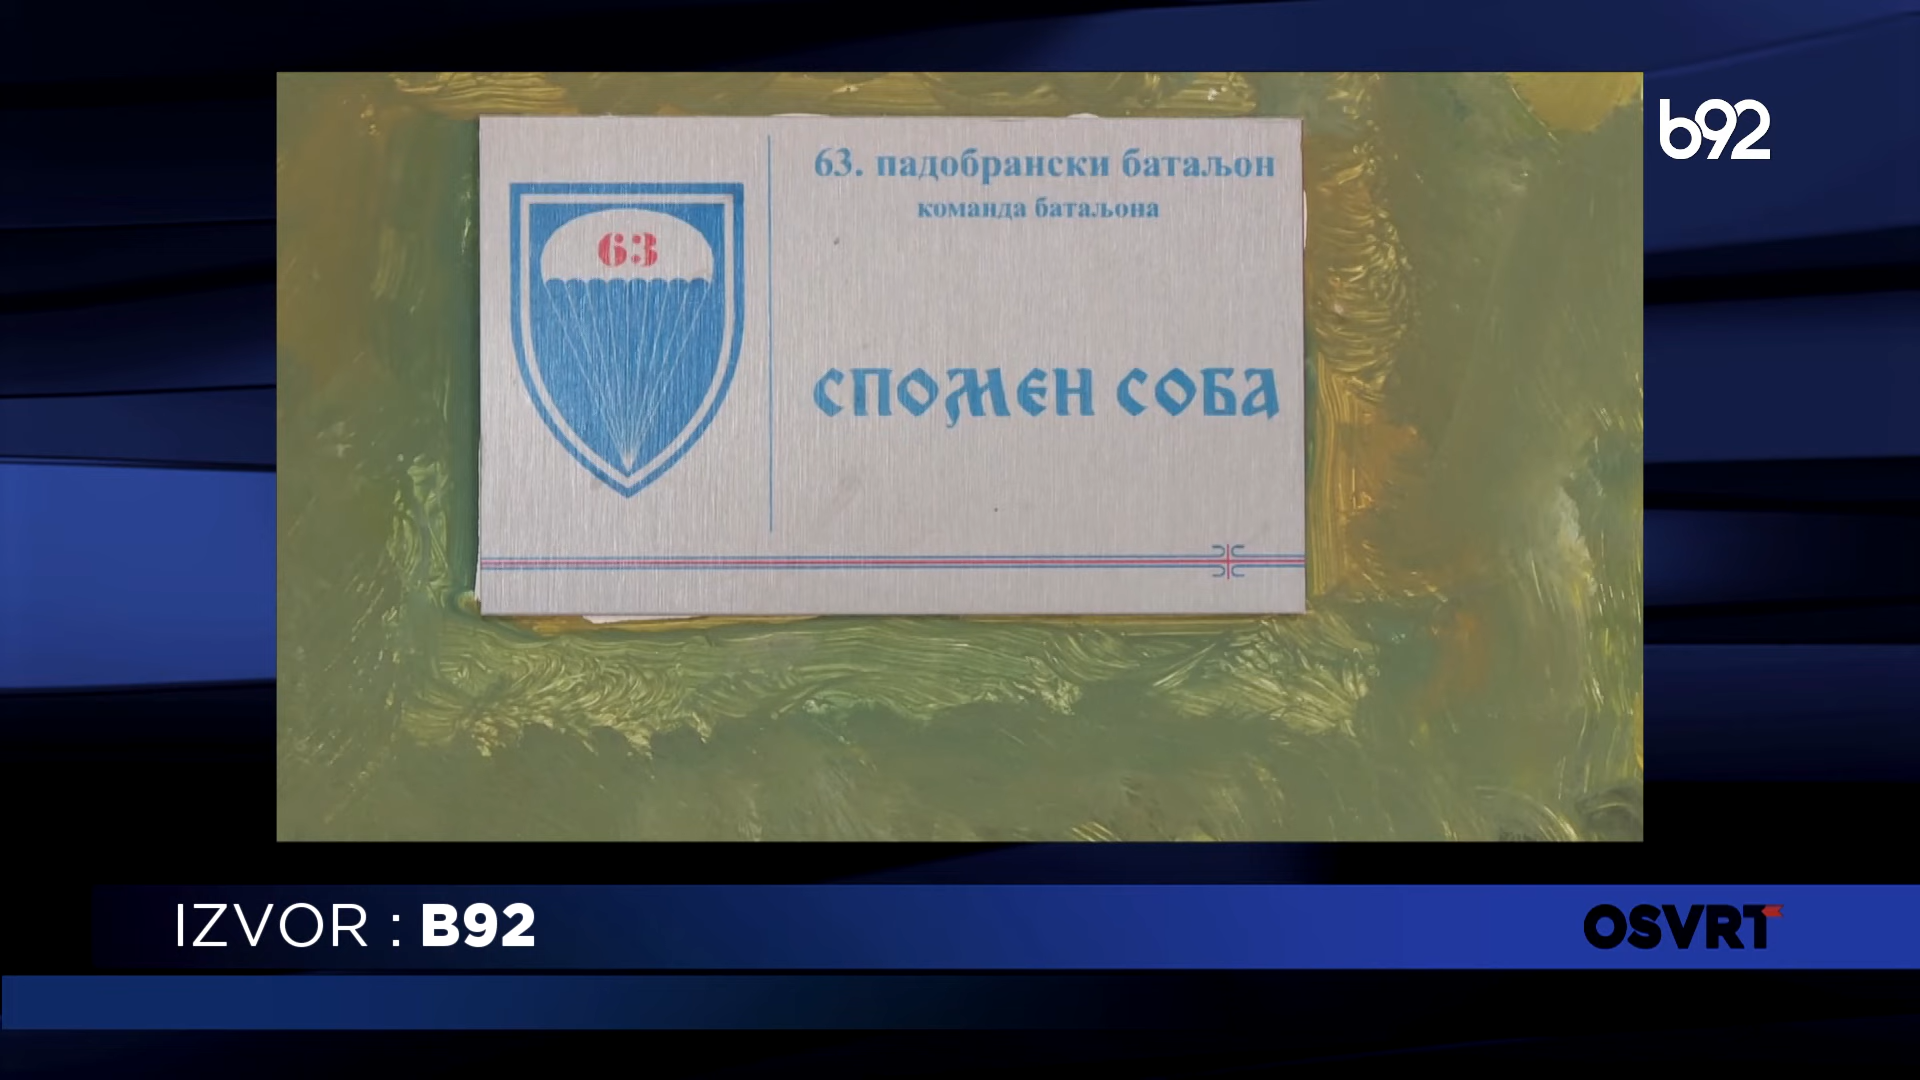 b92
63. падобрански батаљон
команда батаљона
63
СПОМЕН СОБА
IZVOR : B92
OSVRT